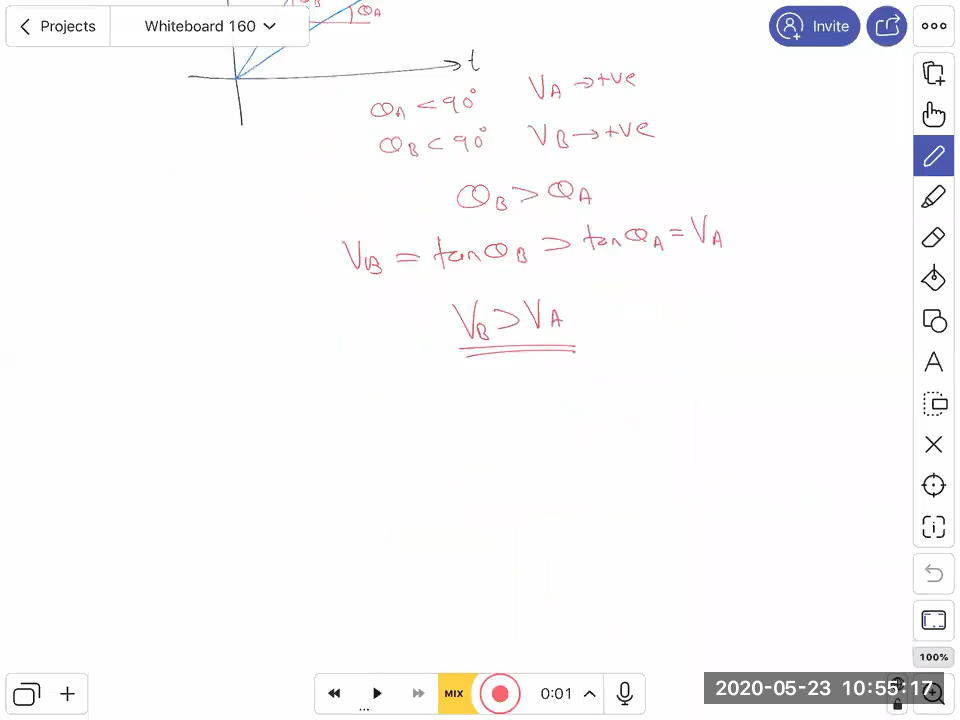 Projects
Whiteboard 160
Invite
B
ΘA
t
ΘA < 90° VA → +ve
ΘB < 90° VB → +ve
ΘB > ΘA
VB = tanΘB > tanΘA = VA
VB > VA
A
100%
MIX
0:01
2020-05-23 10:55:17